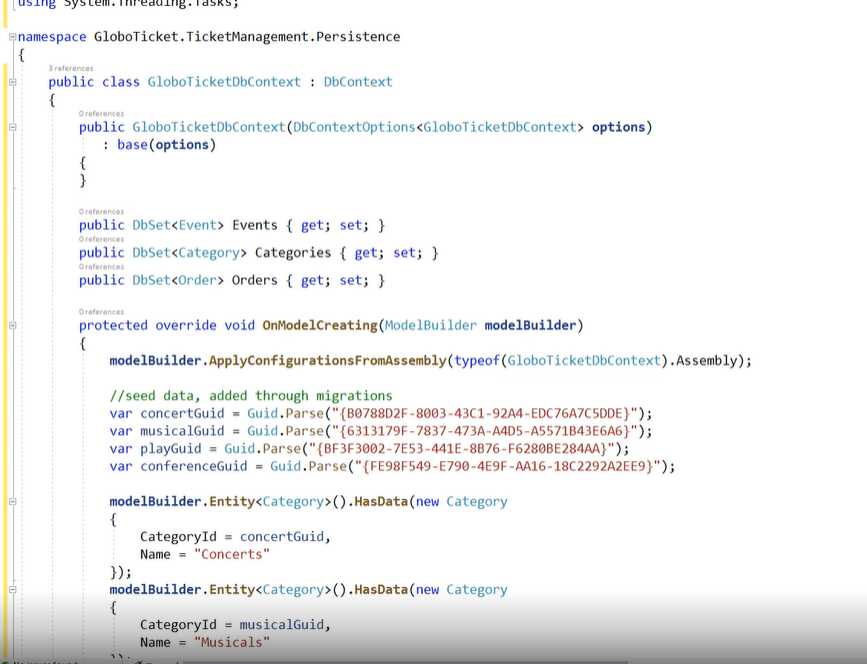 using System.Threading.Tasks;
namespace GloboTicket.TicketManagement.Persistence
{
3 references
public class GloboTicketDbContext : DbContext
{
0 references
public GloboTicketDbContext(DbContextOptions<GloboTicketDbContext> options)
: base(options)
{
}
0 references
public DbSet<Event> Events { get; set; }
0 references
public DbSet<Category> Categories { get; set; }
0 references
public DbSet<Order> Orders { get; set; }
0 references
protected override void OnModelCreating(ModelBuilder modelBuilder)
{
modelBuilder.ApplyConfigurationsFromAssembly(typeof(GloboTicketDbContext).Assembly);
//seed data, added through migrations
var concertGuid = Guid.Parse("{B0788D2F-8003-43C1-92A4-EDC76A7C5DDE}");
var musicalGuid = Guid.Parse("{6313179F-7837-473A-A4D5-A5571B43E6A6}");
var playGuid = Guid.Parse("{BF3F3002-7E53-441E-8B76-F6280BE284AA}");
var conferenceGuid = Guid.Parse("{FE98F549-E790-4E9F-AA16-18C2292A2EE9}");
modelBuilder.Entity<Category>().HasData(new Category
{
CategoryId = concertGuid,
Name = "Concerts"
});
modelBuilder.Entity<Category>().HasData(new Category
{
CategoryId = musicalGuid,
Name = "Musicals"
});